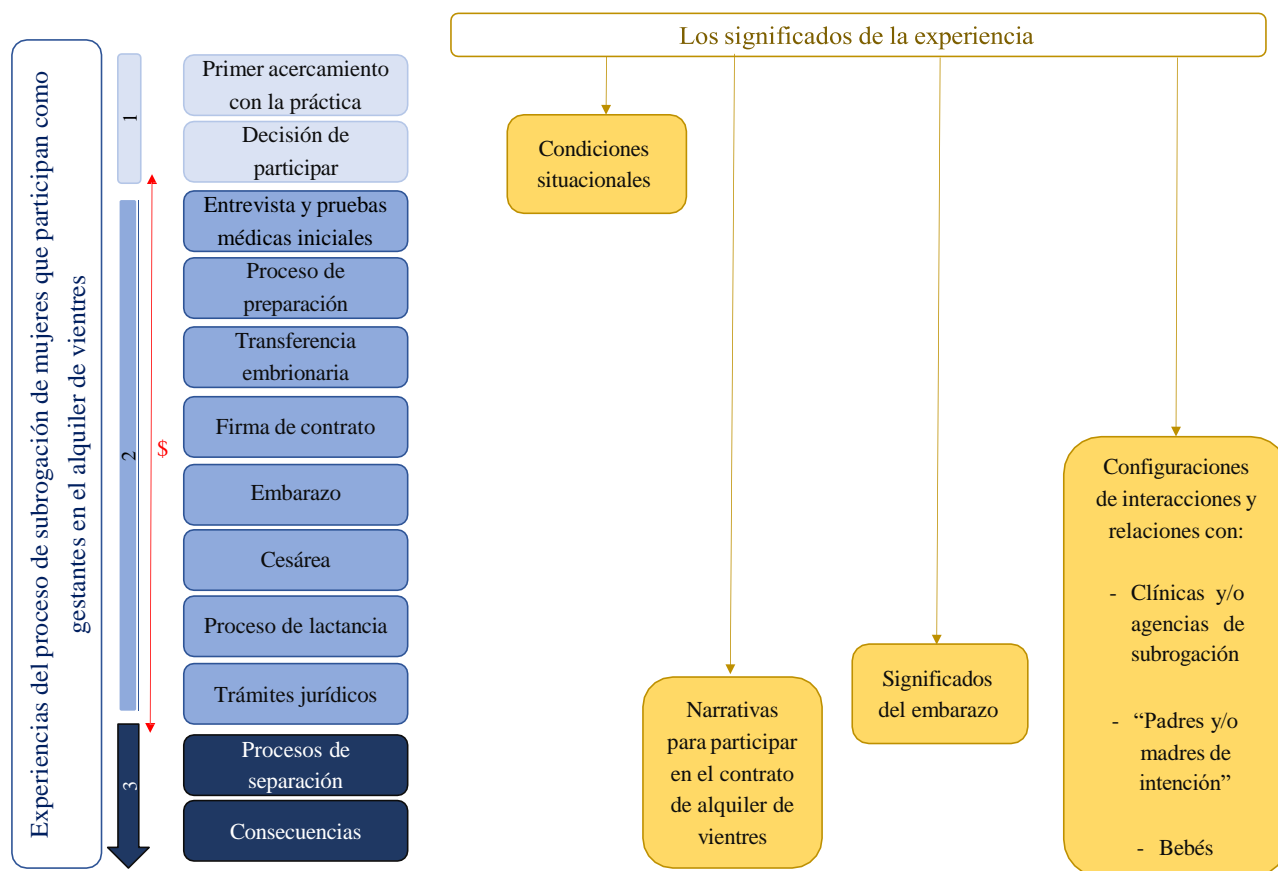 Experiencias del proceso de subrogación de mujeres que participan como
gestantes en el alquiler de vientres
1
2
3
$
Primer acercamiento
con la práctica
Decisión de
participar
Entrevista y pruebas
médicas iniciales
Proceso de
preparación
Transferencia
embrionaria
Firma de contrato
Embarazo
Cesárea
Proceso de lactancia
Trámites jurídicos
Procesos de
separación
Consecuencias
Los significados de la experiencia
Condiciones
situacionales
Narrativas
para participar
en el contrato
de alquiler de
vientres
Significados
del embarazo
Configuraciones
de interacciones y
relaciones con:
- Clínicas y/o
agencias de
subrogación
- “Padres y/o
madres de
intención”
- Bebés